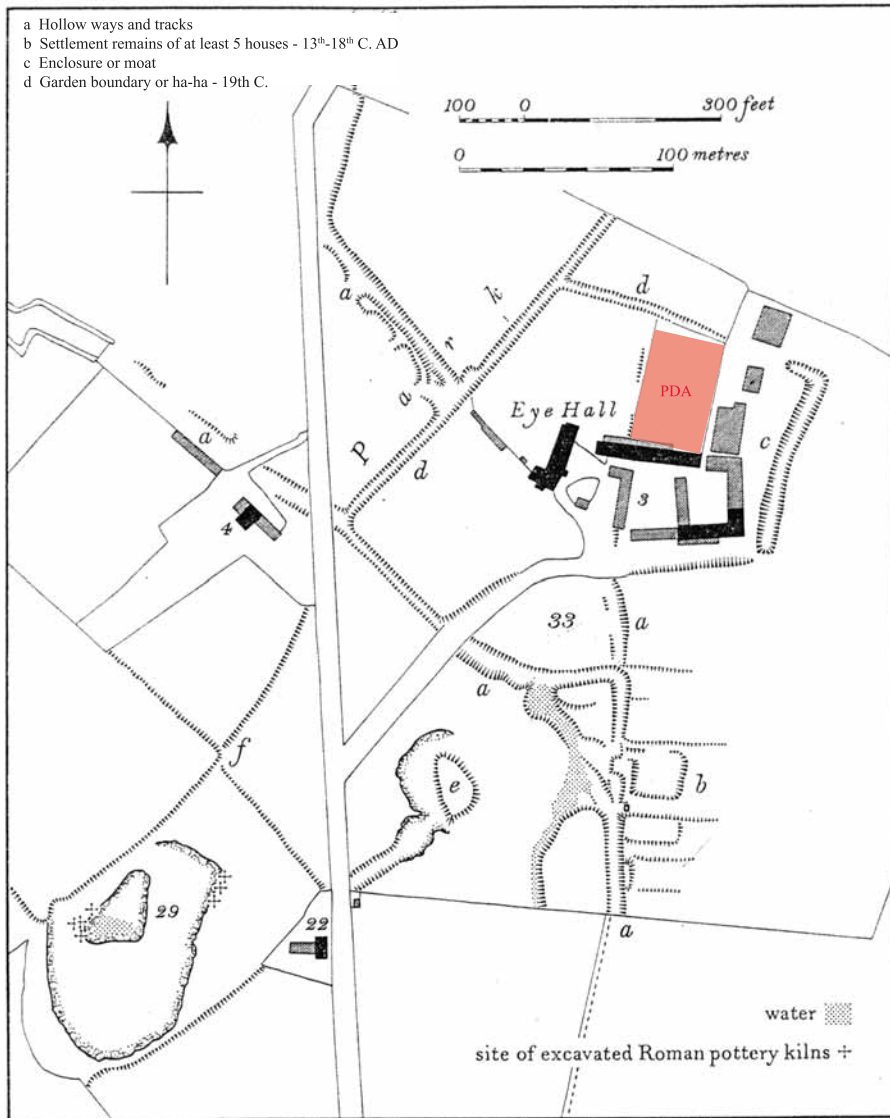 a Hollow ways and tracks
b Settlement remains of at least 5 houses - 13th-18th C. AD
c Enclosure or moat
d Garden boundary or ha-ha - 19th C.
100 0 300 feet
0 100 metres
d
a
k
r
PDA
a
Eye Hall
c
a
P
d
3
4
33
a
a
f
e
b
29
22
a
water
site of excavated Roman pottery kilns